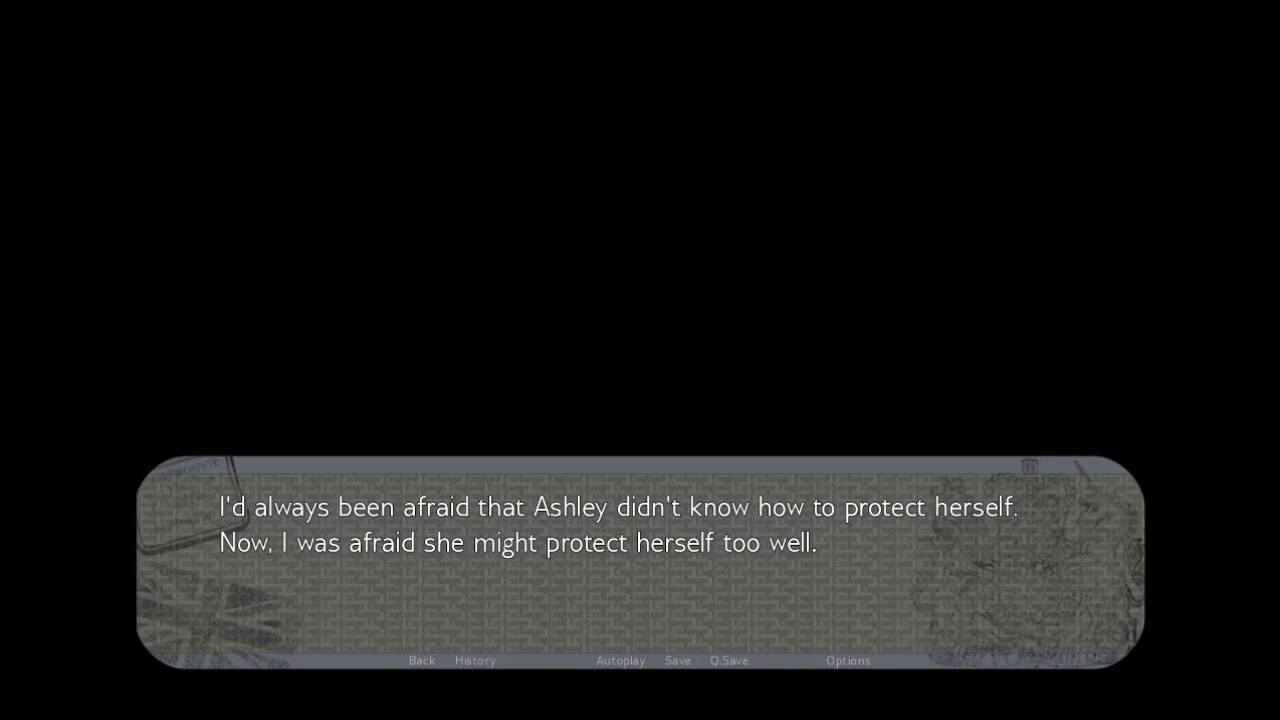 I'd always been afraid that Ashley didn't know how to protect herself.
Now, I was afraid she might protect herself too well.
Back History Autoplay Save Q.Save Options